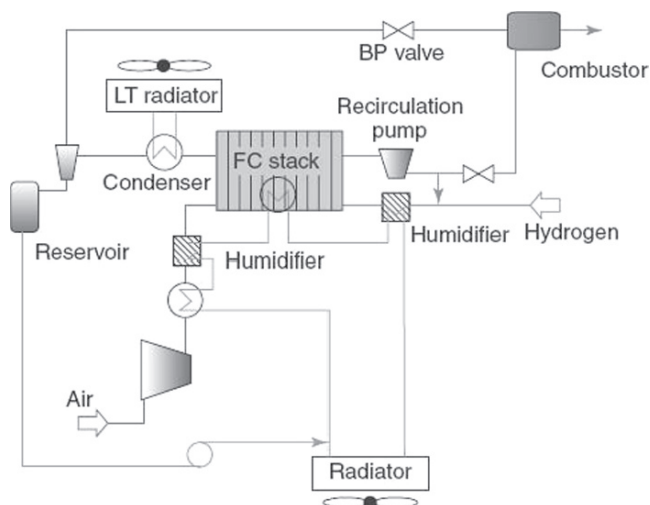 BP valve
Combustor
LT radiator
Recirculation
pump
FC stack
Condenser
Reservoir
Humidifier
Humidifier
Hydrogen
Air
Radiator